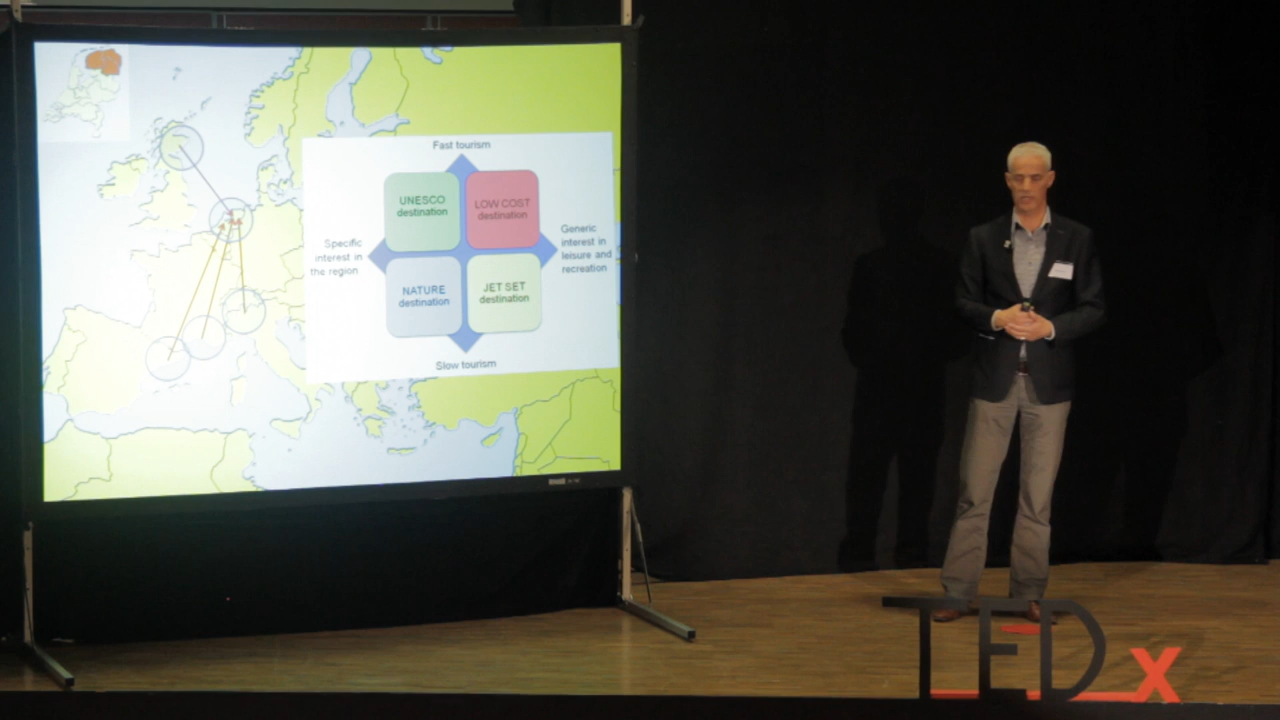 Fast tourism
UNESCO
destination
LOW COST
destination
Specific
interest in
the region
Generic
interest in
leisure and
recreation
NATURE
destination
JET SET
destination
Slow tourism
TEDx